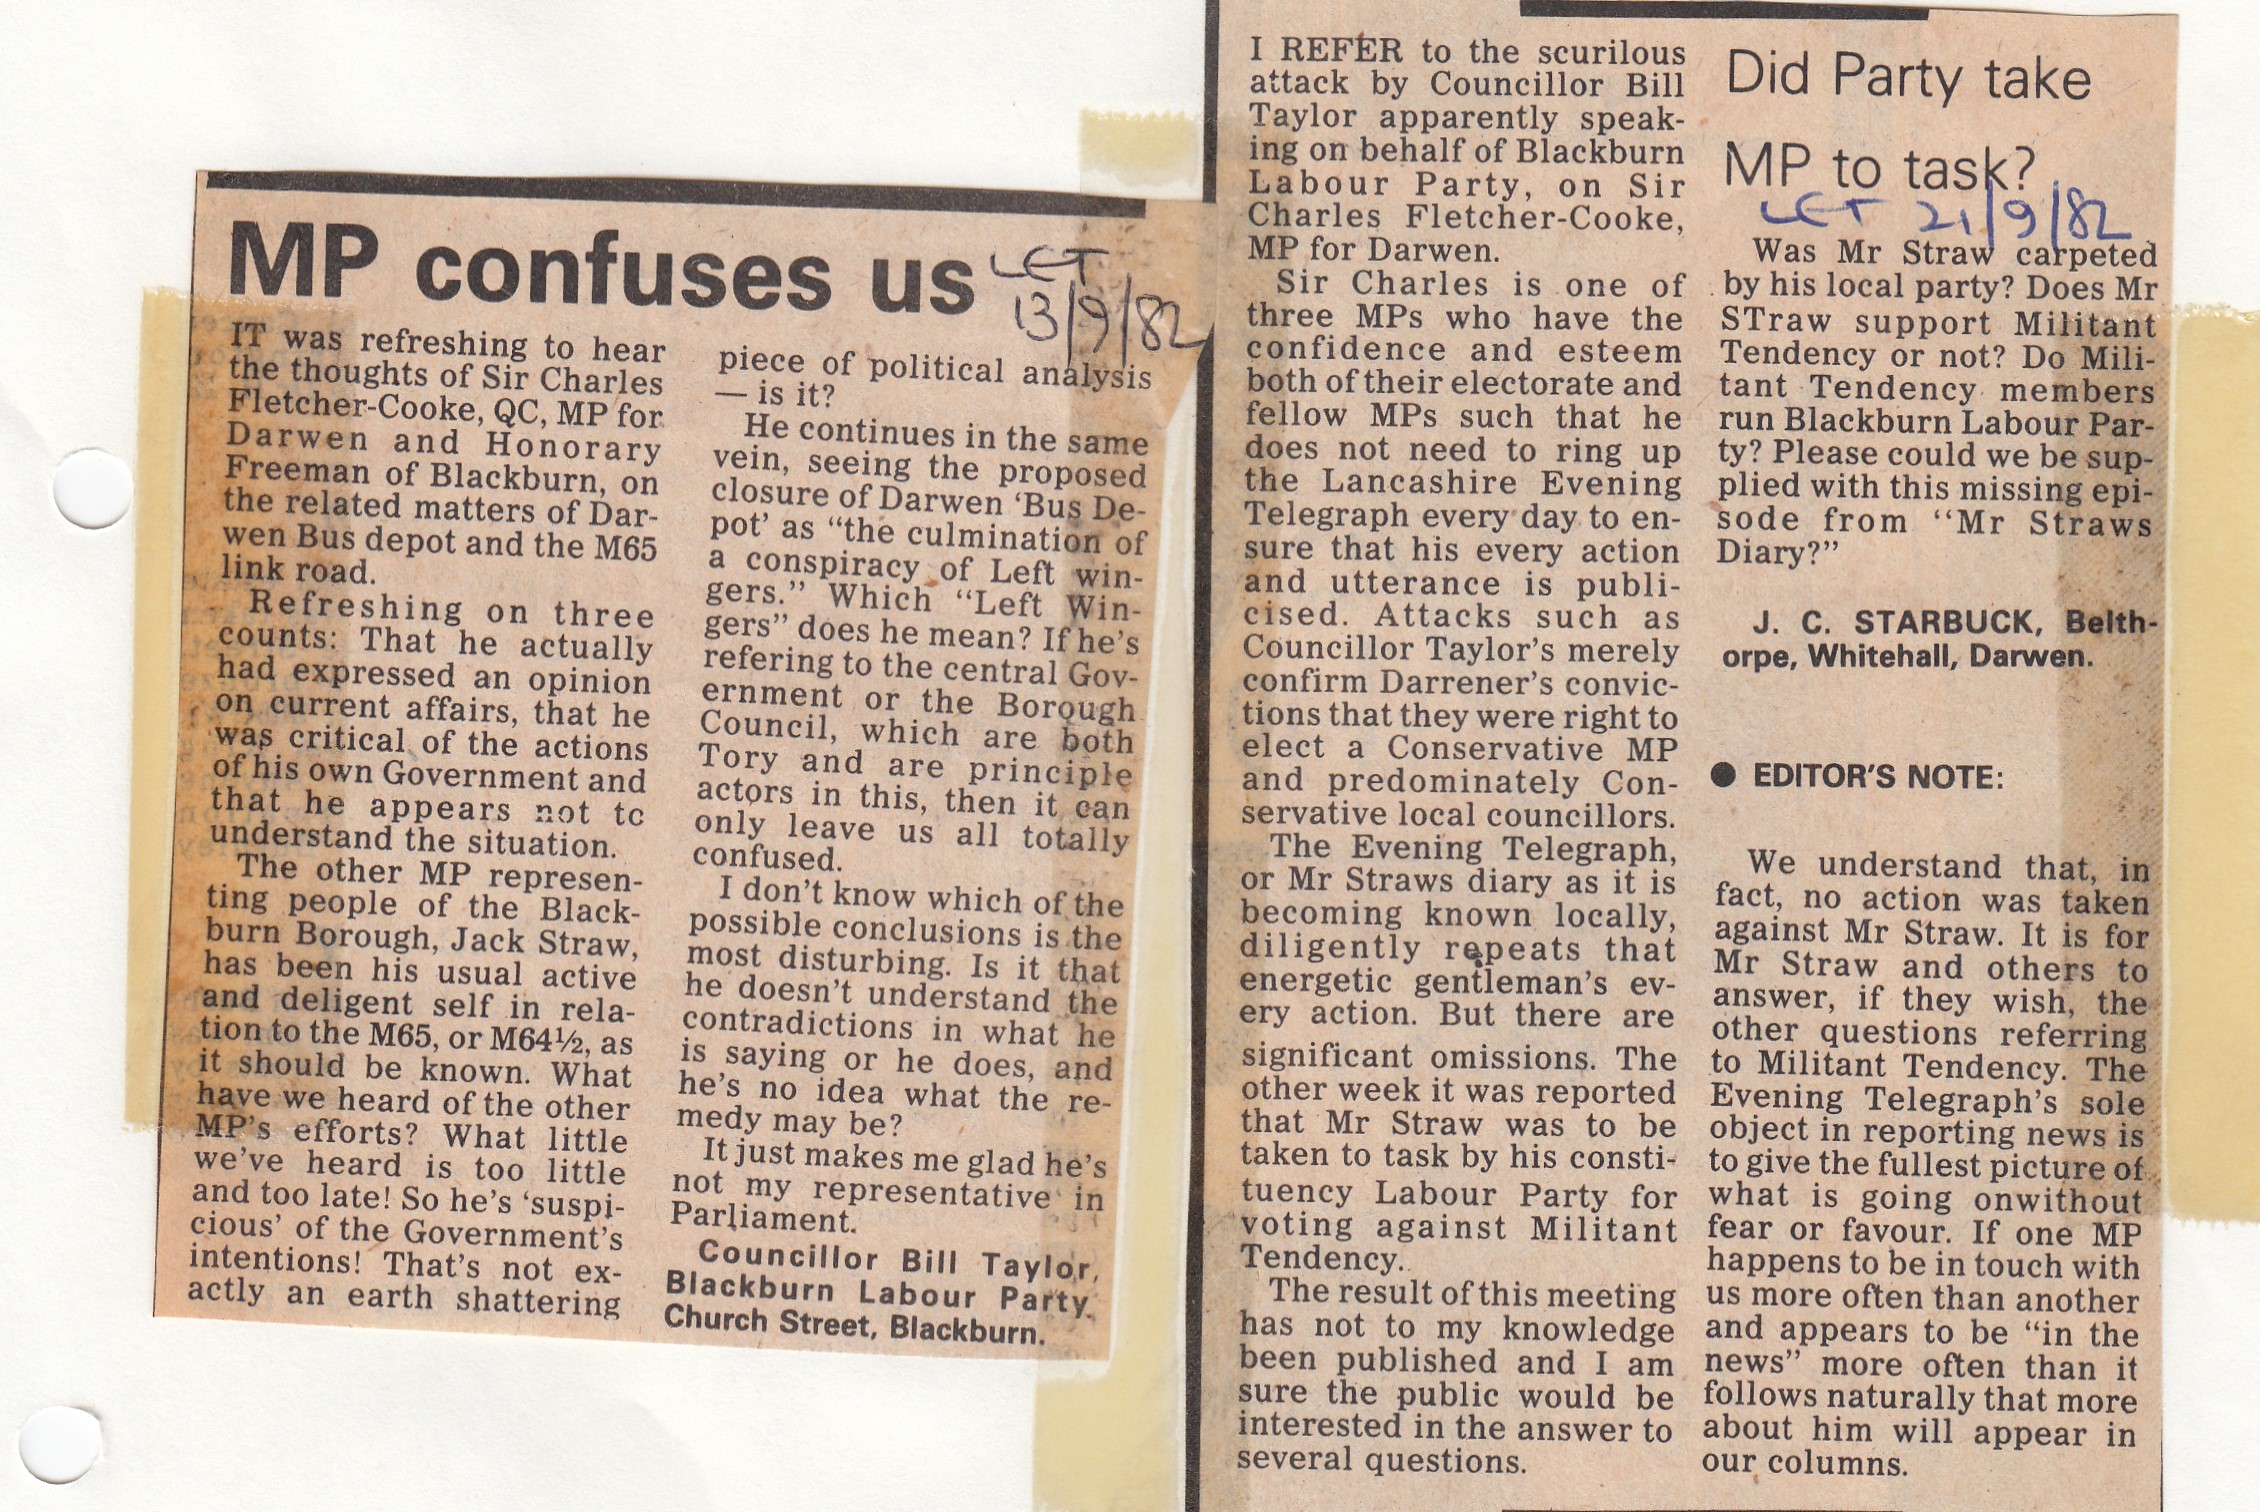 MP confuses us
LET
13/9/82
IT was refreshing to hear
the thoughts of Sir Charles
Fletcher-Cooke, QC, MP for
Darwen and Honorary
Freeman of Blackburn, on
the related matters of Dar-
wen Bus depot and the M65
link road.
Refreshing on three
counts: That he actually
had expressed an opinion
on current affairs, that he
was critical of the actions
of his own Government and
that he appears not to
understand the situation.
The other MP represen-
ting people of the Black-
burn Borough, Jack Straw,
has been his usual active
and deligent self in rela-
tion to the M65, or M64½, as
it should be known. What
have we heard of the other
MP's efforts? What little
we've heard is too little
and too late! So he's 'suspi-
cious' of the Government's
intentions! That's not ex-
actly an earth shattering
piece of political analysis
— is it?
He continues in the same
vein, seeing the proposed
closure of Darwen 'Bus De-
pot' as "the culmination of
a conspiracy of Left win-
gers." Which "Left Win-
gers" does he mean? If he's
refering to the central Gov-
ernment or the Borough
Council, which are both
Tory and are principle
actors in this, then it can
only leave us all totally
confused.
I don't know which of the
possible conclusions is the
most disturbing. Is it that
he doesn't understand the
contradictions in what he
is saying or he does, and
he's no idea what the re-
medy may be?
It just makes me glad he's
not my representative in
Parliament.
Councillor Bill Taylor,
Blackburn Labour Party.
Church Street, Blackburn.
I REFER to the scurilous
attack by Councillor Bill
Taylor apparently speak-
ing on behalf of Blackburn
Labour Party, on Sir
Charles Fletcher-Cooke,
MP for Darwen.
Sir Charles is one of
three MPs who have the
confidence and esteem
both of their electorate and
fellow MPs such that he
does not need to ring up
the Lancashire Evening
Telegraph every day to en-
sure that his every action
and utterance is publi-
cised. Attacks such as
Councillor Taylor's merely
confirm Darrener's convic-
tions that they were right to
elect a Conservative MP
and predominately Con-
servative local councillors.
The Evening Telegraph,
or Mr Straws diary as it is
becoming known locally,
diligently repeats that
energetic gentleman's ev-
ery action. But there are
significant omissions. The
other week it was reported
that Mr Straw was to be
taken to task by his consti-
tuency Labour Party for
voting against Militant
Tendency.
The result of this meeting
has not to my knowledge
been published and I am
sure the public would be
interested in the answer to
several questions.
Did Party take
MP to task?
LET 21/9/82
Was Mr Straw carpeted
by his local party? Does Mr
STraw support Militant
Tendency or not? Do Mili-
tant Tendency members
run Blackburn Labour Par-
ty? Please could we be sup-
plied with this missing epi-
sode from "Mr Straws
Diary?"
J. C. STARBUCK, Belth-
orpe, Whitehall, Darwen.
● EDITOR'S NOTE:
We understand that, in
fact, no action was taken
against Mr Straw. It is for
Mr Straw and others to
answer, if they wish, the
other questions referring
to Militant Tendency. The
Evening Telegraph's sole
object in reporting news is
to give the fullest picture of
what is going onwithout
fear or favour. If one MP
happens to be in touch with
us more often than another
and appears to be "in the
news" more often than it
follows naturally that more
about him will appear in
our columns.